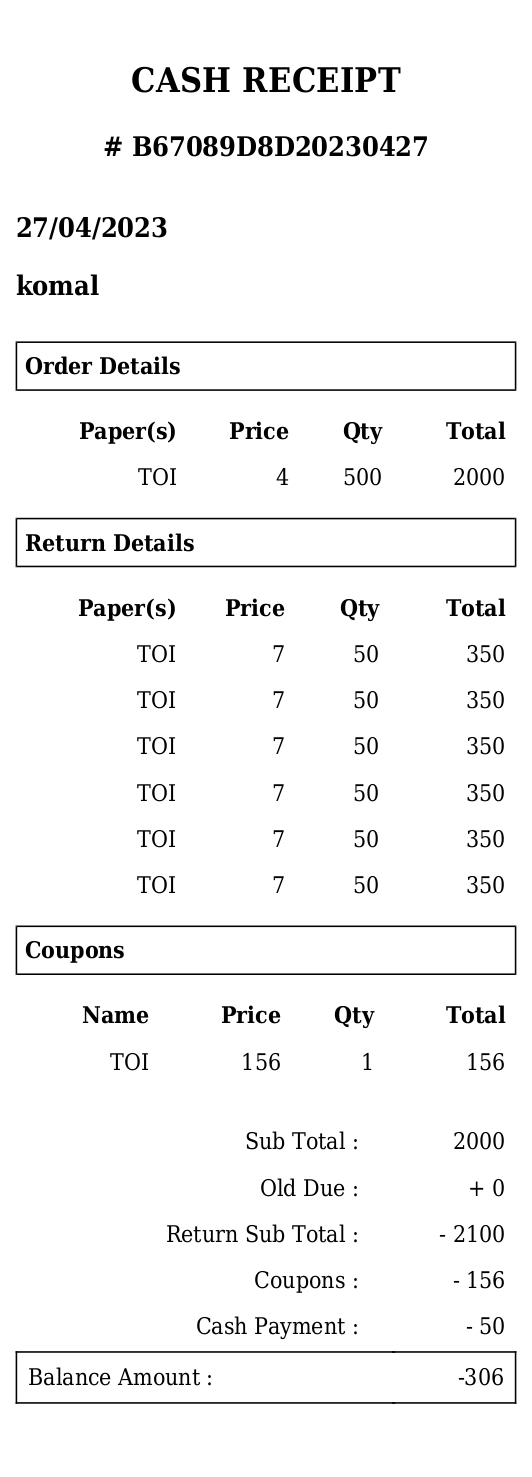 CASH RECEIPT
# B67089D8D20230427
27/04/2023
komal
Order Details
Paper(s) Price Qty Total
TOI 4 500 2000
Return Details
Paper(s) Price Qty Total
TOI 7 50 350
TOI 7 50 350
TOI 7 50 350
TOI 7 50 350
TOI 7 50 350
TOI 7 50 350
Coupons
Name Price Qty Total
TOI 156 1 156
Sub Total : 2000
Old Due : + 0
Return Sub Total : - 2100
Coupons : - 156
Cash Payment : - 50
Balance Amount : -306